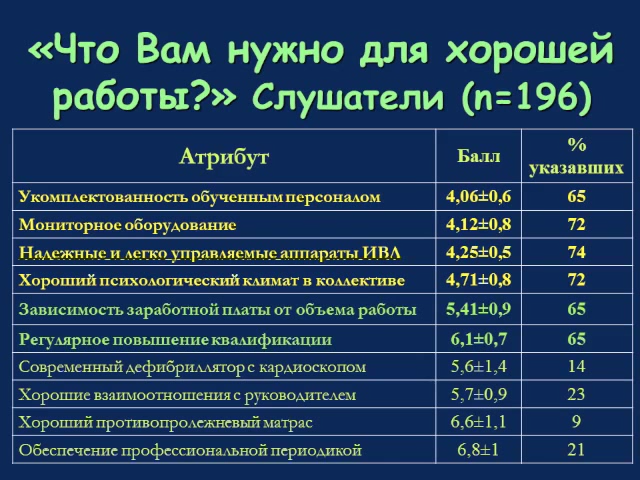 «Что Вам нужно для хорошей
работы?» Слушатели (n=196)
Атрибут Балл % указавших
Укомплектованность обученным персоналом 4,06±0,6 65
Мониторное оборудование 4,12±0,8 72
Надежные и легко управляемые аппараты ИВЛ 4,25±0,5 74
Хороший психологический климат в коллективе 4,71±0,8 72
Зависимость заработной платы от объема работы 5,41±0,9 65
Регулярное повышение квалификации 6,1±0,7 65
Современный дефибриллятор с кардиоскопом 5,6±1,4 14
Хорошие взаимоотношения с руководителем 5,7±0,9 23
Хороший противопролежневый матрас 6,6±1,1 9
Обеспечение профессиональной периодикой 6,8±1 21